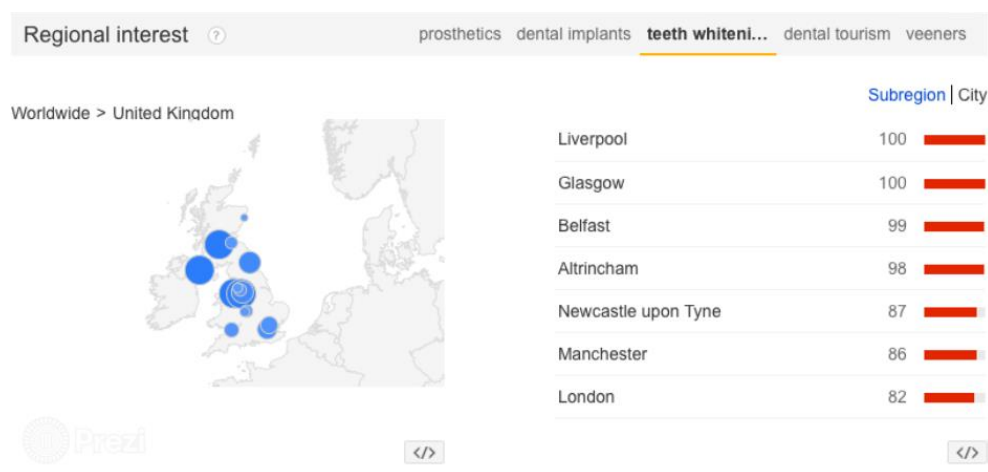 Regional interest ?
prosthetics dental implants teeth whiteni... dental tourism veeners
Subregion | City
Worldwide > United Kingdom
Liverpool 100
Glasgow 100
Belfast 99
Altrincham 98
Newcastle upon Tyne 87
Manchester 86
London 82
Prezi
</> </>